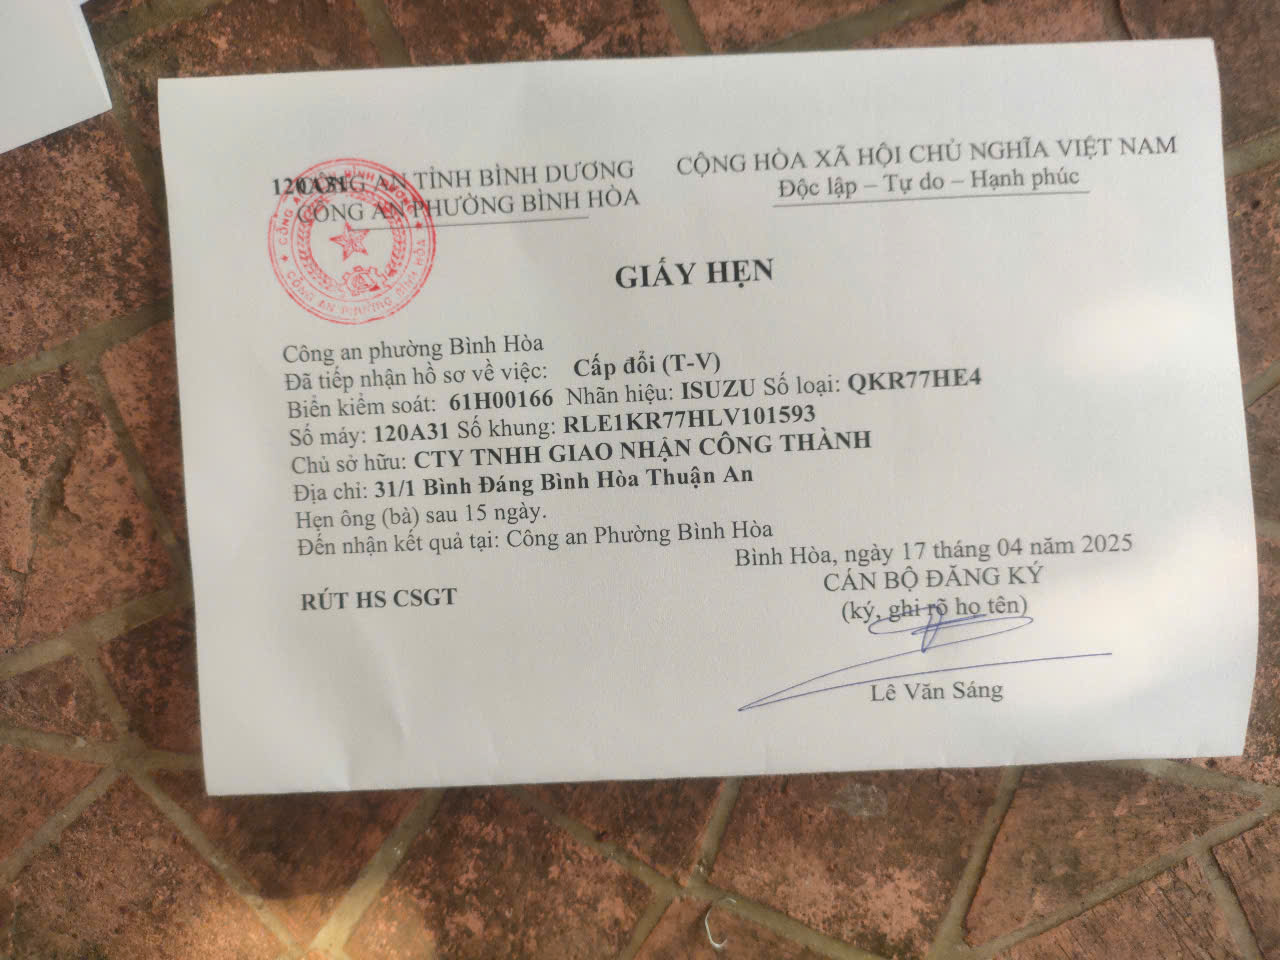 CÔNG AN TỈNH BÌNH DƯƠNG
120A31
CÔNG AN PHƯỜNG BÌNH HÒA
CỘNG HÒA XÃ HỘI CHỦ NGHĨA VIỆT NAM
Độc lập – Tự do – Hạnh phúc
CÔNG AN PHƯỜNG BÌNH HÒA
GIẤY HẸN
Công an phường Bình Hòa
Đã tiếp nhận hồ sơ về việc: Cấp đổi (T-V)
Biển kiểm soát: 61H00166 Nhãn hiệu: ISUZU Số loại: QKR77HE4
Số máy: 120A31 Số khung: RLE1KR77HLV101593
Chủ sở hữu: CTY TNHH GIAO NHẬN CÔNG THÀNH
Địa chỉ: 31/1 Bình Đáng Bình Hòa Thuận An
Hẹn ông (bà) sau 15 ngày.
Đến nhận kết quả tại: Công an Phường Bình Hòa
Bình Hòa, ngày 17 tháng 04 năm 2025
CÁN BỘ ĐĂNG KÝ
(ký, ghi rõ họ tên)
RÚT HS CSGT
Lê Văn Sáng